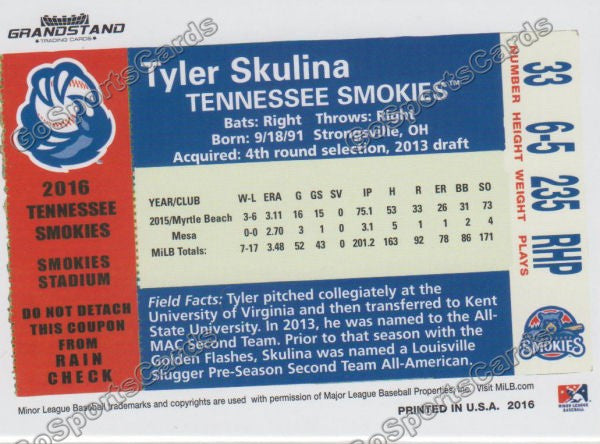 GRANDSTAND
TRADING CARDS
Tyler Skulina
TENNESSEE SMOKIES™
Bats: Right Throws: Right
Born: 9/18/91 Strongsville, OH
Acquired: 4th round selection, 2013 draft
33 6-5 235 RHP
NUMBER HEIGHT WEIGHT PLAYS
2016
TENNESSEE
SMOKIES
SMOKIES
STADIUM
DO NOT DETACH
THIS COUPON
FROM
RAIN
CHECK
YEAR/CLUB W-L ERA G GS SV IP H R ER BB SO
2015/Myrtle Beach 3-6 3.11 16 15 0 75.1 53 33 26 31 73
Mesa 0-0 2.70 3 1 0 3.1 5 1 1 2 4
MiLB Totals: 7-17 3.48 52 43 0 201.2 163 92 78 86 171
Field Facts: Tyler pitched collegiately at the
University of Virginia and then transferred to Kent
State University. In 2013, he was named to the All-
MAC Second Team. Prior to that season with the
Golden Flashes, Skulina was named a Louisville
Slugger Pre-Season Second Team All-American.
SMOKIES
MINOR LEAGUE
BASEBALL
Minor League Baseball trademarks and copyrights are used with permission of Major League Baseball Properties, Inc. Visit MiLB.com
PRINTED IN U.S.A. 2016
GoSportsCards.com